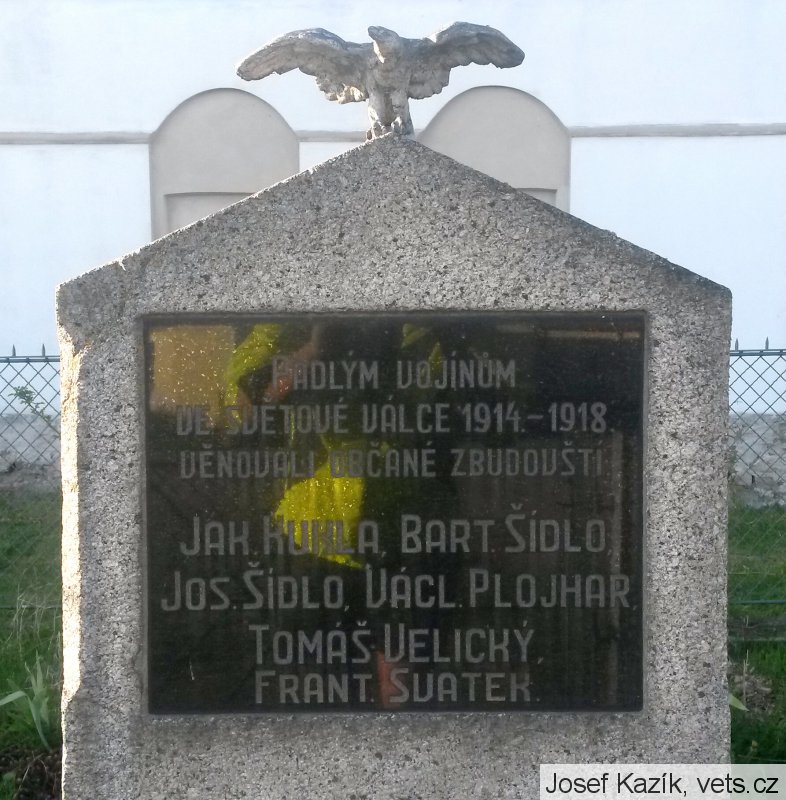 PADLÝM VOJÍNŮM
VE SVĚTOVÉ VÁLCE 1914.-1918.
VĚNOVALI OBČANÉ ZBUDOVŠTÍ.
JAK. KUKLA, BART. ŠÍDLO,
JOS. ŠÍDLO, VÁCL. PLOJHAR,
TOMÁŠ VELICKÝ,
FRANT. SVATEK.
Josef Kazík, vets.cz